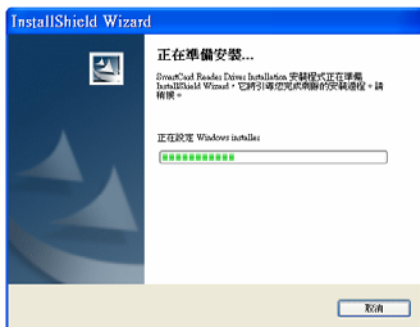 InstallShield Wizard
正在準備安裝...
SmartCard Reader Driver Installation 安裝程式正在準備
InstallShield Wizard，它將引導您完成剩餘的安裝過程。請
稍候。
正在設定 Windows installer
取消